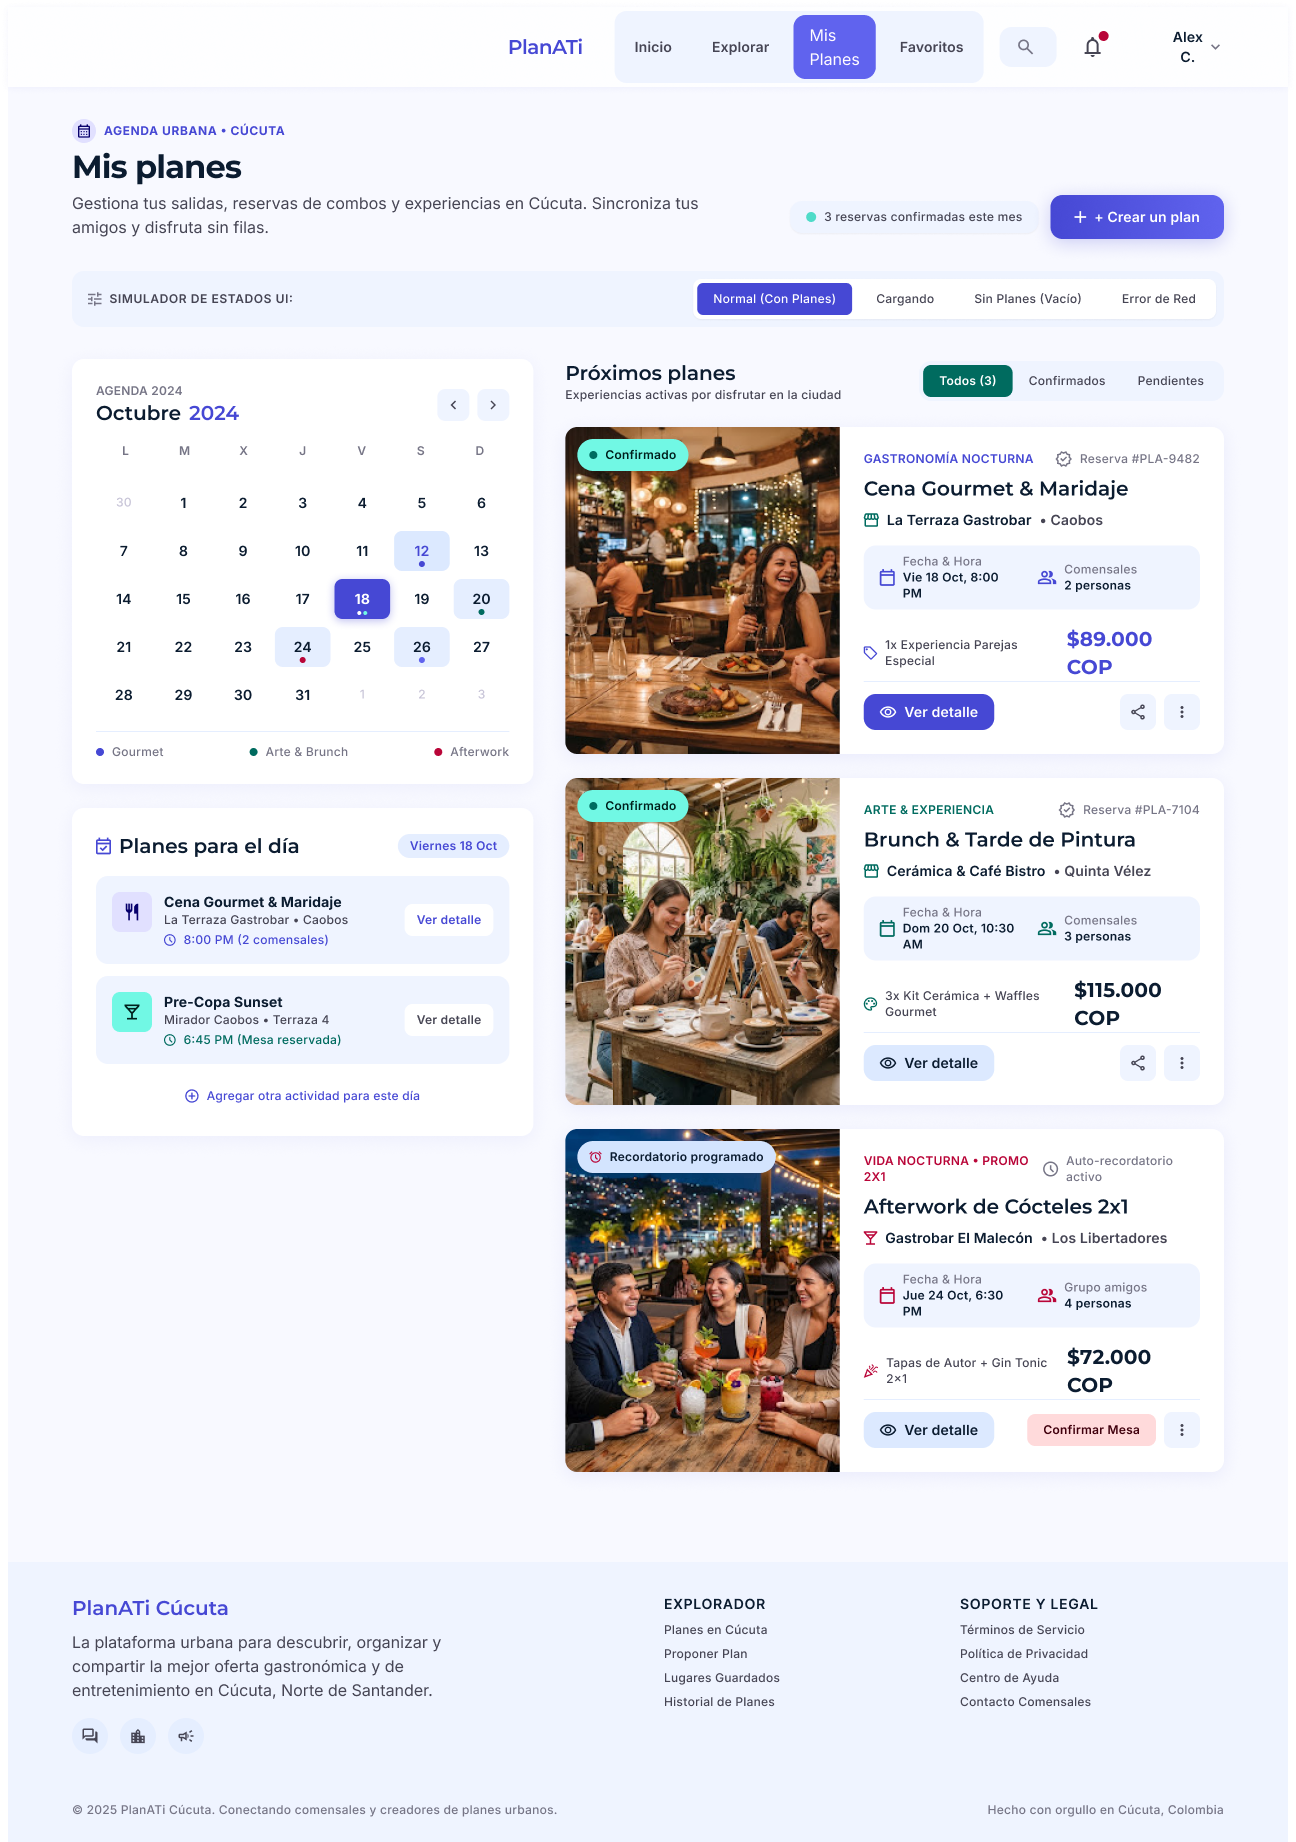 PlanATi
Inicio
Explorar
Mis
Planes
Favoritos
Alex
C.
AGENDA URBANA • CÚCUTA
Mis planes
Gestiona tus salidas, reservas de combos y experiencias en Cúcuta. Sincroniza tus
amigos y disfruta sin filas.
3 reservas confirmadas este mes
+ Crear un plan
SIMULADOR DE ESTADOS UI:
Normal (Con Planes)
Cargando
Sin Planes (Vacío)
Error de Red
AGENDA 2024
Octubre 2024
L M X J V S D
30 1 2 3 4 5 6
7 8 9 10 11 12 13
14 15 16 17 18 19 20
21 22 23 24 25 26 27
28 29 30 31 1 2 3
Gourmet
Arte & Brunch
Afterwork
Planes para el día
Viernes 18 Oct
Cena Gourmet & Maridaje
La Terraza Gastrobar • Caobos
8:00 PM (2 comensales)
Ver detalle
Pre-Copa Sunset
Mirador Caobos • Terraza 4
6:45 PM (Mesa reservada)
Ver detalle
Agregar otra actividad para este día
Próximos planes
Experiencias activas por disfrutar en la ciudad
Todos (3)
Confirmados
Pendientes
Confirmado
GASTRONOMÍA NOCTURNA
Reserva #PLA-9482
Cena Gourmet & Maridaje
La Terraza Gastrobar • Caobos
Fecha & Hora
Vie 18 Oct, 8:00
PM
Comensales
2 personas
1x Experiencia Parejas
Especial
$89.000
COP
Ver detalle
Confirmado
ARTE & EXPERIENCIA
Reserva #PLA-7104
Brunch & Tarde de Pintura
Cerámica & Café Bistro • Quinta Vélez
Fecha & Hora
Dom 20 Oct, 10:30
AM
Comensales
3 personas
3x Kit Cerámica + Waffles
Gourmet
$115.000
COP
Ver detalle
Recordatorio programado
VIDA NOCTURNA • PROMO
2X1
Auto-recordatorio
activo
Afterwork de Cócteles 2x1
Gastrobar El Malecón • Los Libertadores
Fecha & Hora
Jue 24 Oct, 6:30
PM
Grupo amigos
4 personas
Tapas de Autor + Gin Tonic
2x1
$72.000
COP
Ver detalle
Confirmar Mesa
PlanATi Cúcuta
La plataforma urbana para descubrir, organizar y
compartir la mejor oferta gastronómica y de
entretenimiento en Cúcuta, Norte de Santander.
EXPLORADOR
Planes en Cúcuta
Proponer Plan
Lugares Guardados
Historial de Planes
SOPORTE Y LEGAL
Términos de Servicio
Política de Privacidad
Centro de Ayuda
Contacto Comensales
© 2025 PlanATi Cúcuta. Conectando comensales y creadores de planes urbanos.
Hecho con orgullo en Cúcuta, Colombia